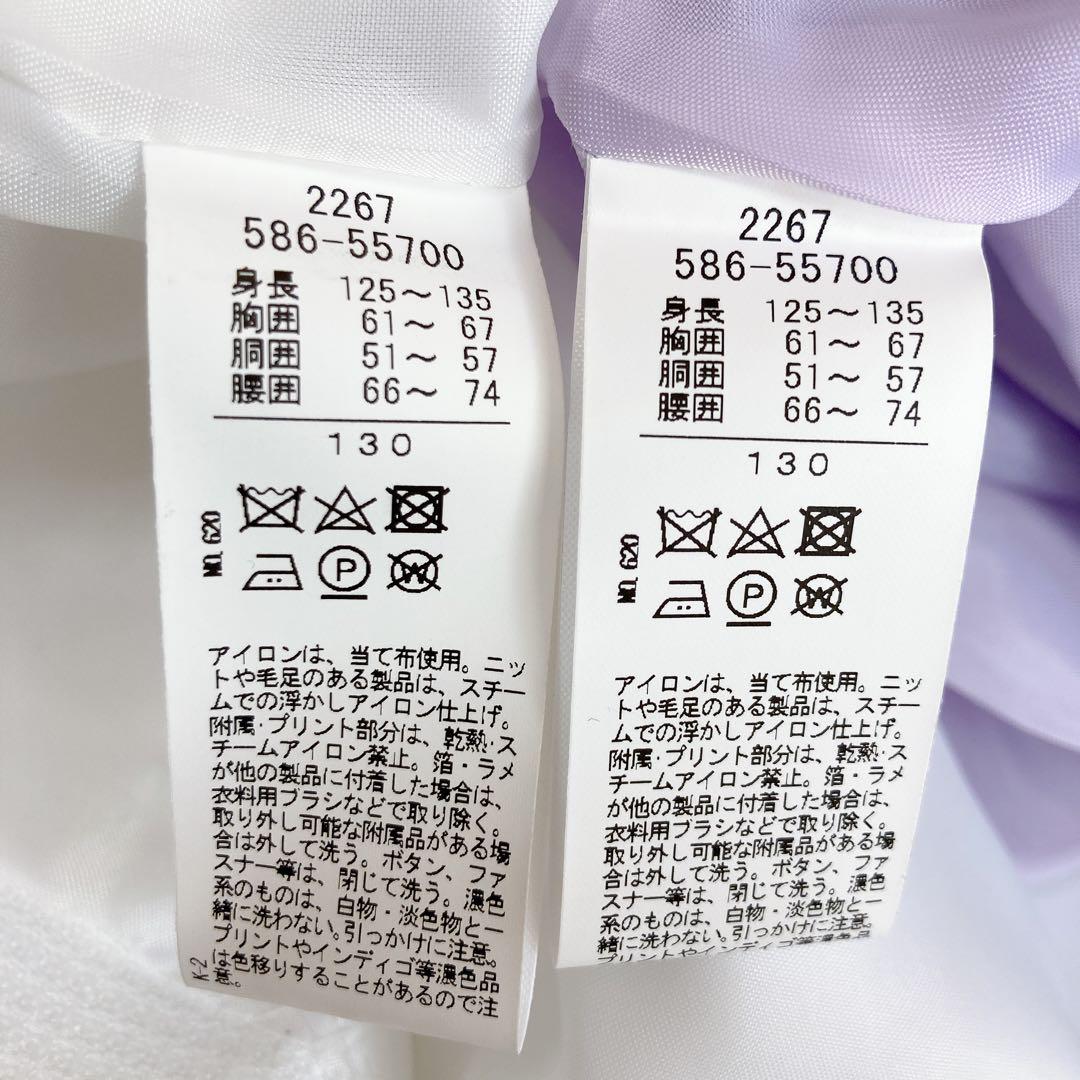 2267
586-55700
身長 125～135
胸囲 61～ 67
胴囲 51～ 57
腰囲 66～ 74
130
NO. 620
P
W
アイロンは、当て布使用。ニッ
トや毛足のある製品は、スチー
ムでの浮かしアイロン仕上げ。
附属・プリント部分は、乾熱・ス
チームアイロン禁止。箔・ラメ
が他の製品に付着した場合は、
衣料用ブラシなどで取り除く。
取り外し可能な附属品がある場
合は外して洗う。ボタン、ファ
スナー等は、閉じて洗う。濃色
系のものは、白物・淡色物と一
緒に洗わない。引っかけに注意。
プリントやインディゴ等濃色品
は色移りすることがあるので注
意。
K-2
2267
586-55700
身長 125～135
胸囲 61～ 67
胴囲 51～ 57
腰囲 66～ 74
130
NO. 620
P
W
アイロンは、当て布使用。ニッ
トや毛足のある製品は、スチー
ムでの浮かしアイロン仕上げ。
附属・プリント部分は、乾熱・ス
チームアイロン禁止。箔・ラメ
が他の製品に付着した場合は、
衣料用ブラシなどで取り除く。
取り外し可能な附属品がある場
合は外して洗う。ボタン、ファ
スナー等は、閉じて洗う。濃色
系のものは、白物・淡色物と一
緒に洗わない。引っかけに注意。
プリントやインディゴ等濃色品